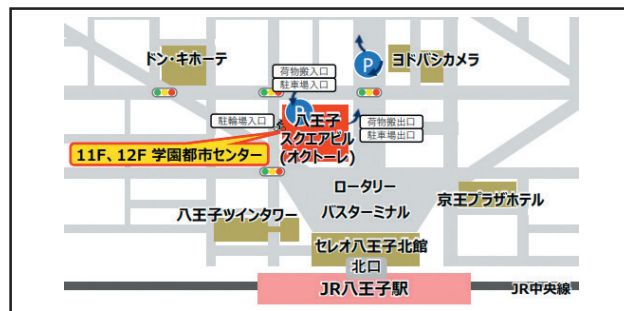 ドン・キホーテ
荷物搬入口
駐車場入口
P
ヨドバシカメラ
駐輪場入口
P
八王子
スクエアビル
(オクトーレ)
荷物搬出口
駐車場出口
11F、12F 学園都市センター
ロータリー
バスターミナル
京王プラザホテル
八王子ツインタワー
セレオ八王子北館
北口
JR八王子駅
JR中央線